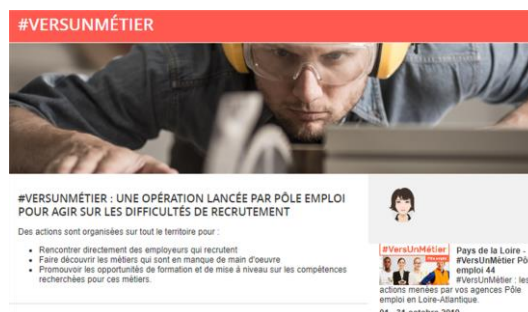 #VERSUNMÉTIER
#VERSUNMÉTIER : UNE OPÉRATION LANCÉE PAR PÔLE EMPLOI
POUR AGIR SUR LES DIFFICULTÉS DE RECRUTEMENT
Des actions sont organisées sur tout le territoire pour :
Rencontrer directement des employeurs qui recrutent
Faire découvrir les métiers qui sont en manque de main d'oeuvre
Promouvoir les opportunités de formation et de mise à niveau sur les compétences
recherchées pour ces métiers.
#VersUnMétier
Pays de la Loire -
#VersUnMétier Pô
emploi 44
#VersUnMétier : les
actions menées par vos agences Pôle
emploi en Loire-Atlantique.